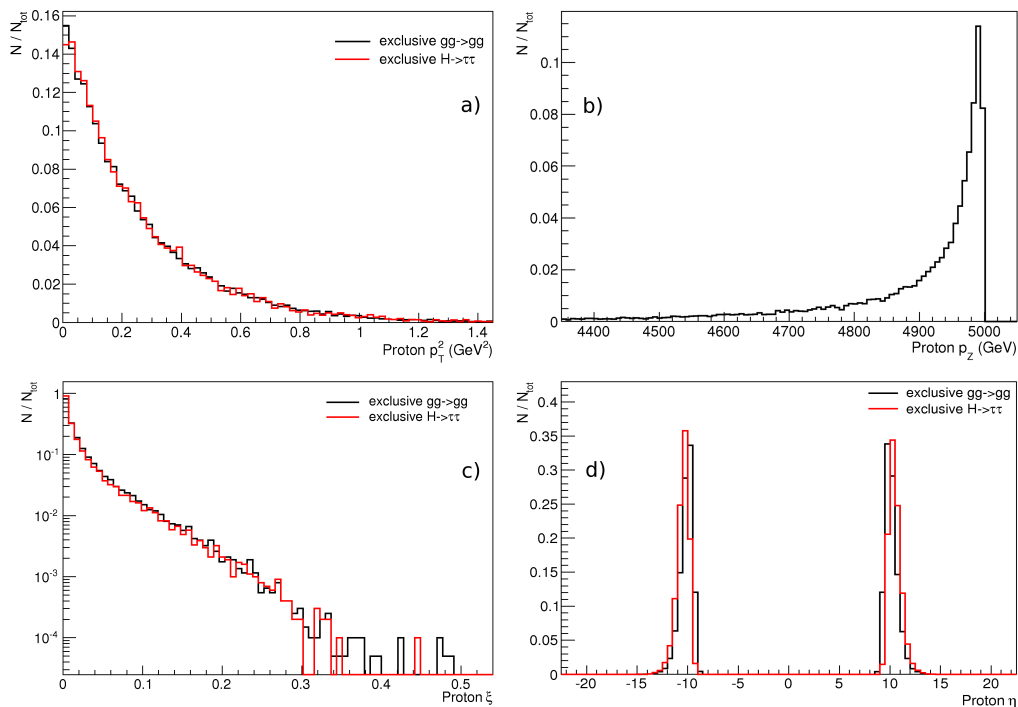 N / N_tot
0.16
0.14
0.12
0.1
0.08
0.06
0.04
0.02
0
exclusive gg->gg
exclusive H->ττ
a)
0 0.2 0.4 0.6 0.8 1 1.2 1.4
Proton p_T^2 (GeV^2)
N / N_tot
0.1
0.08
0.06
0.04
0.02
0
b)
4400 4500 4600 4700 4800 4900 5000
Proton p_Z (GeV)
N / N_tot
1
10^-1
10^-2
10^-3
10^-4
exclusive gg->gg
exclusive H->ττ
c)
0 0.1 0.2 0.3 0.4 0.5
Proton ξ
N / N_tot
0.4
0.35
0.3
0.25
0.2
0.15
0.1
0.05
0
exclusive gg->gg
exclusive H->ττ
d)
-20 -15 -10 -5 0 5 10 15 20
Proton η